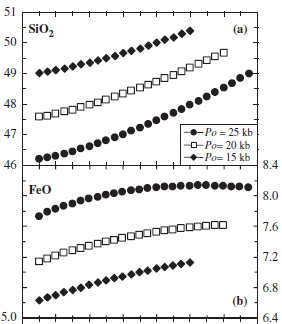 51
SiO2 (a)
50
49
48
47
Po= 25 kb
Po= 20 kb
Po= 15 kb
46 8.4
FeO
8.0
7.6
7.2
6.8
(b)
5.0 6.4